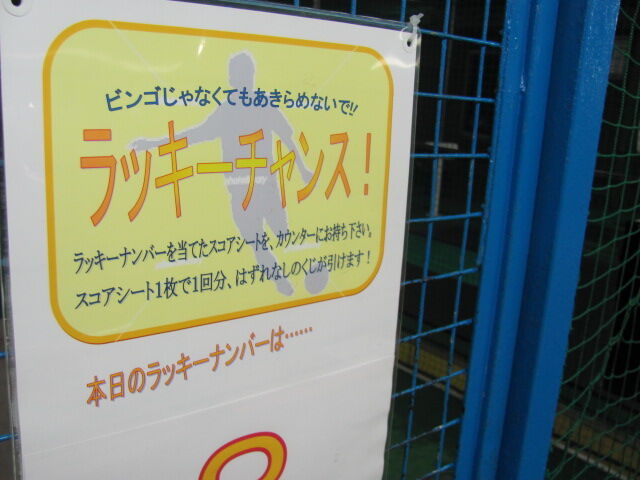 ビンゴじゃなくてもあきらめないで!!
ラッキーチャンス!
ラッキーナンバーを当てたスコアシートを、カウンターにお持ち下さい。
スコアシート1枚で1回分、はずれなしのくじが引けます!
本日のラッキーナンバーは……